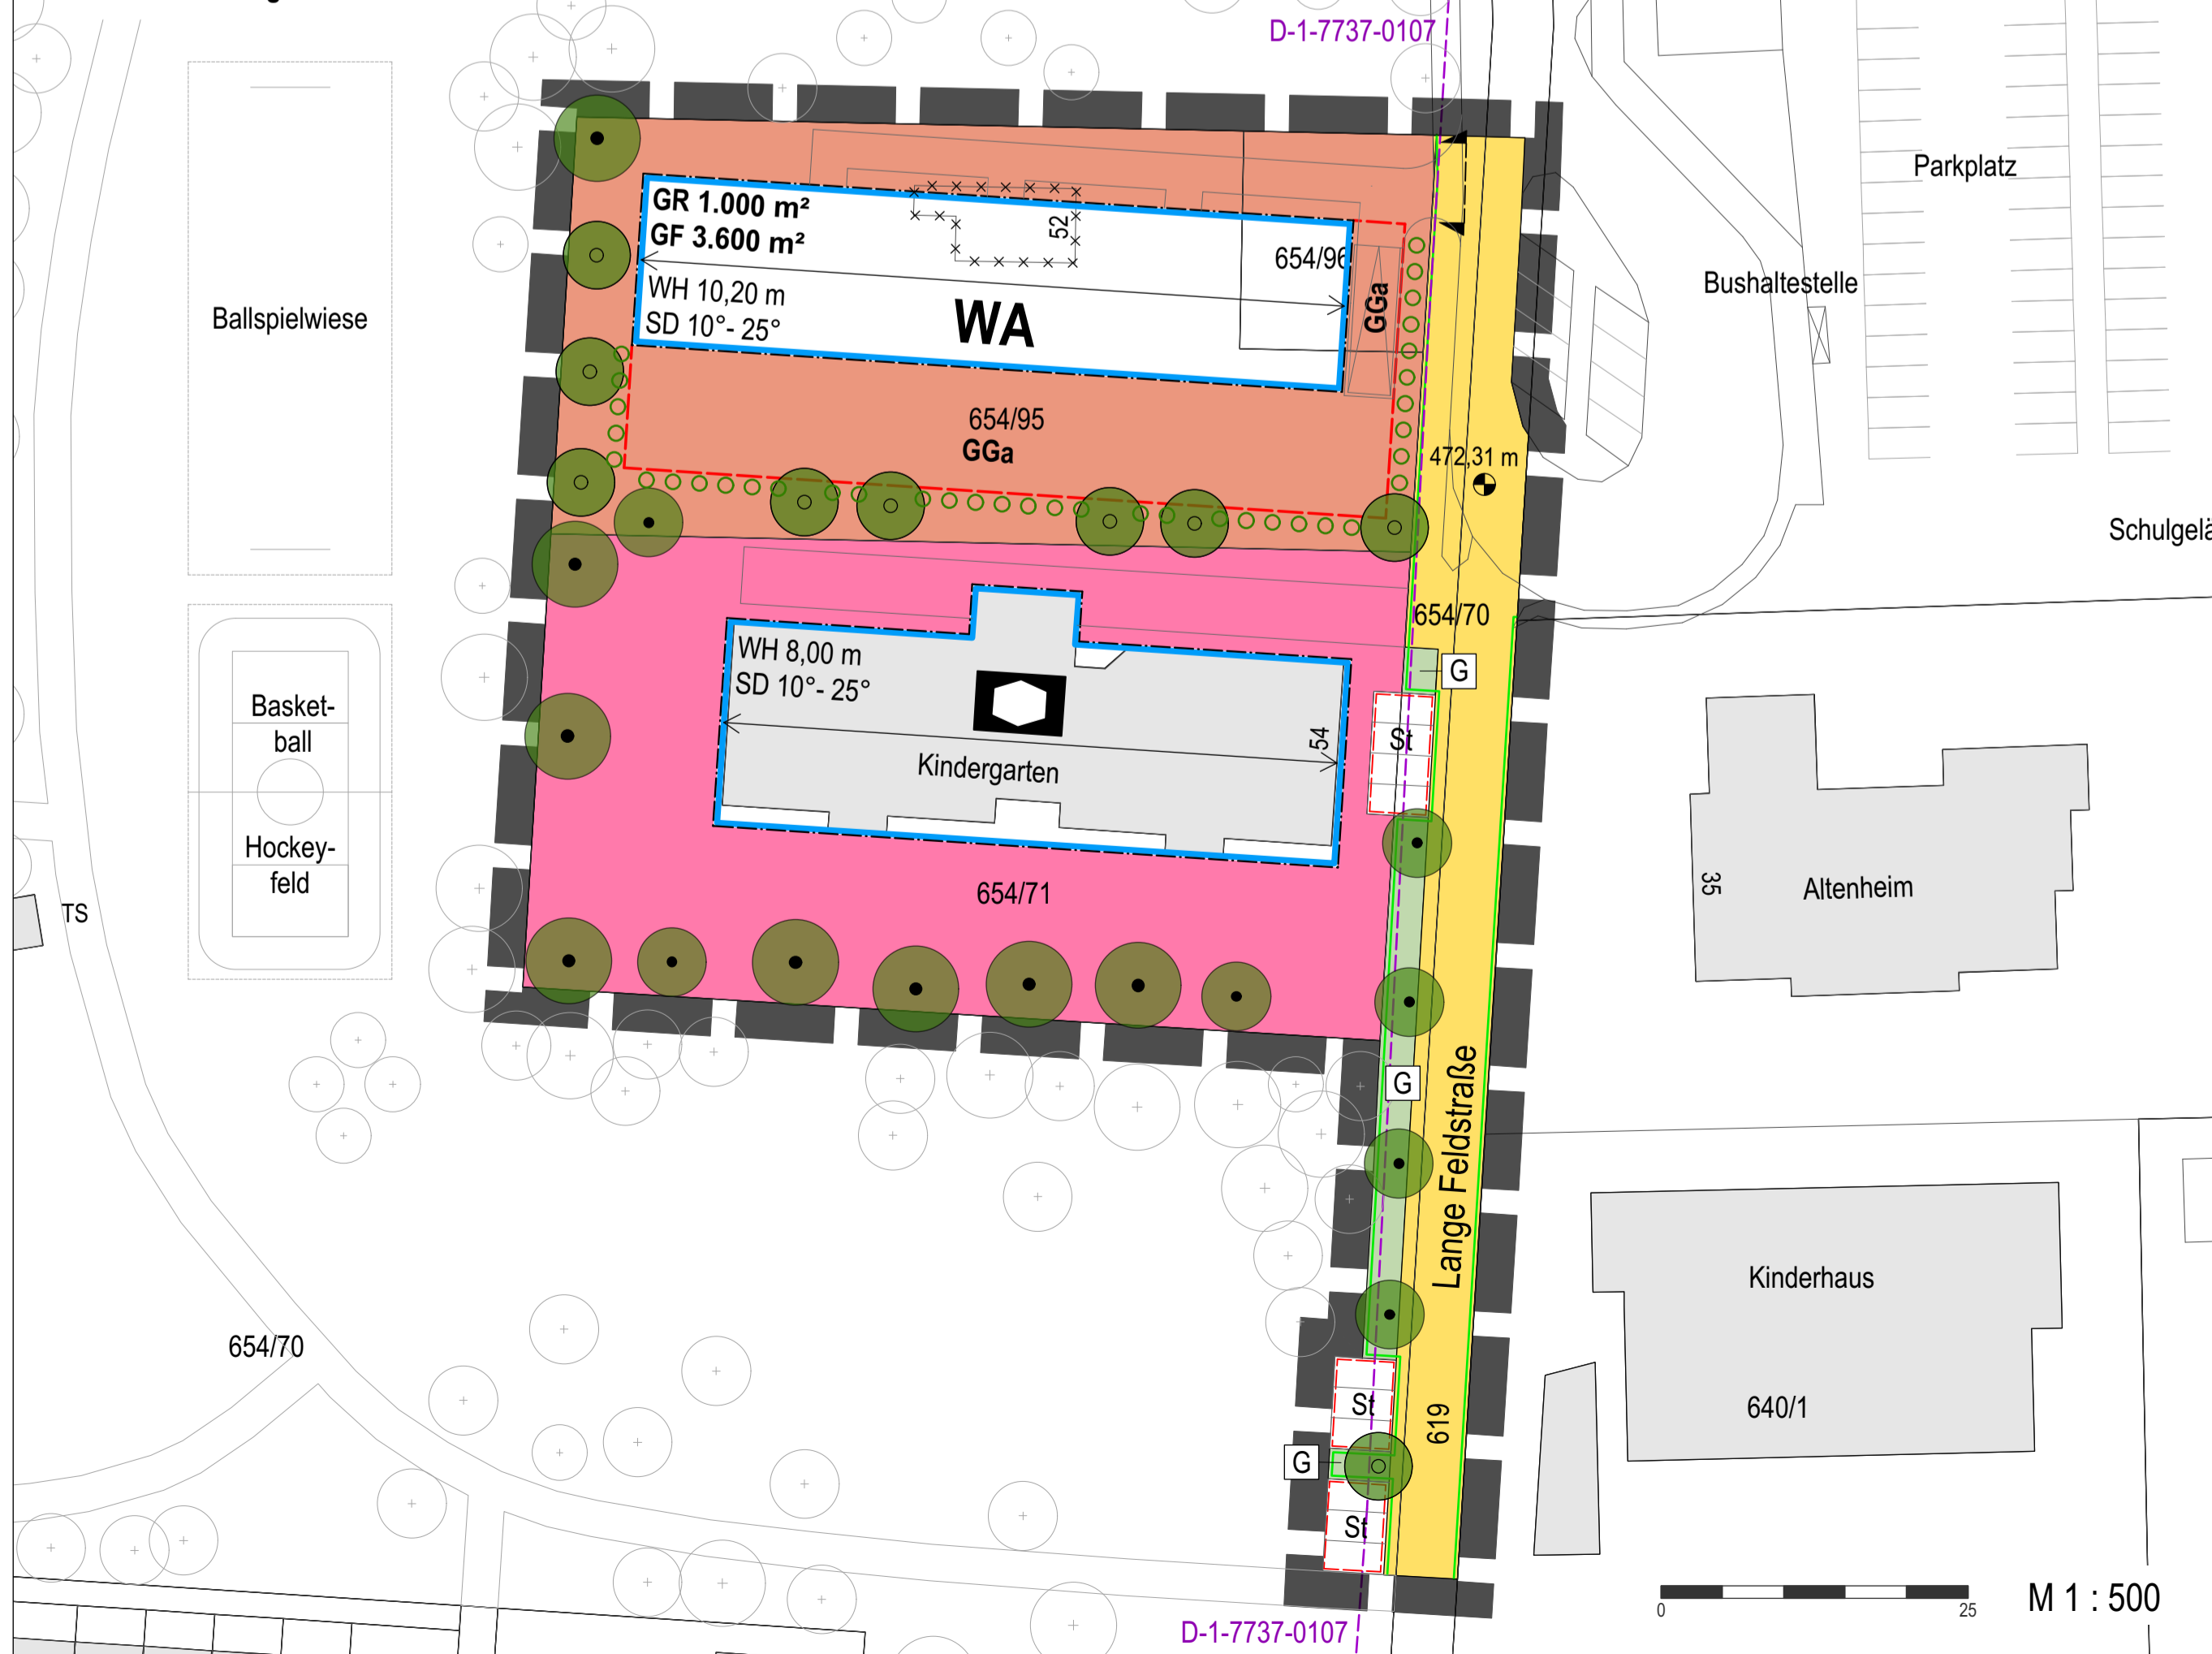 D-1-7737-0107
Parkplatz
GR 1.000 m²
GF 3.600 m²
52
654/96
WH 10,20 m
SD 10°- 25°
WA
GGa
Bushaltestelle
Ballspielwiese
654/95
GGa
472,31 m
Schulgelä
654/70
WH 8,00 m
SD 10°- 25°
G
Basket-
ball
St
54
Kindergarten
Hockey-
feld
35
Altenheim
654/71
TS
G
Lange Feldstraße
Kinderhaus
654/70
St
619
640/1
G
St
0
25
M 1 : 500
D-1-7737-0107